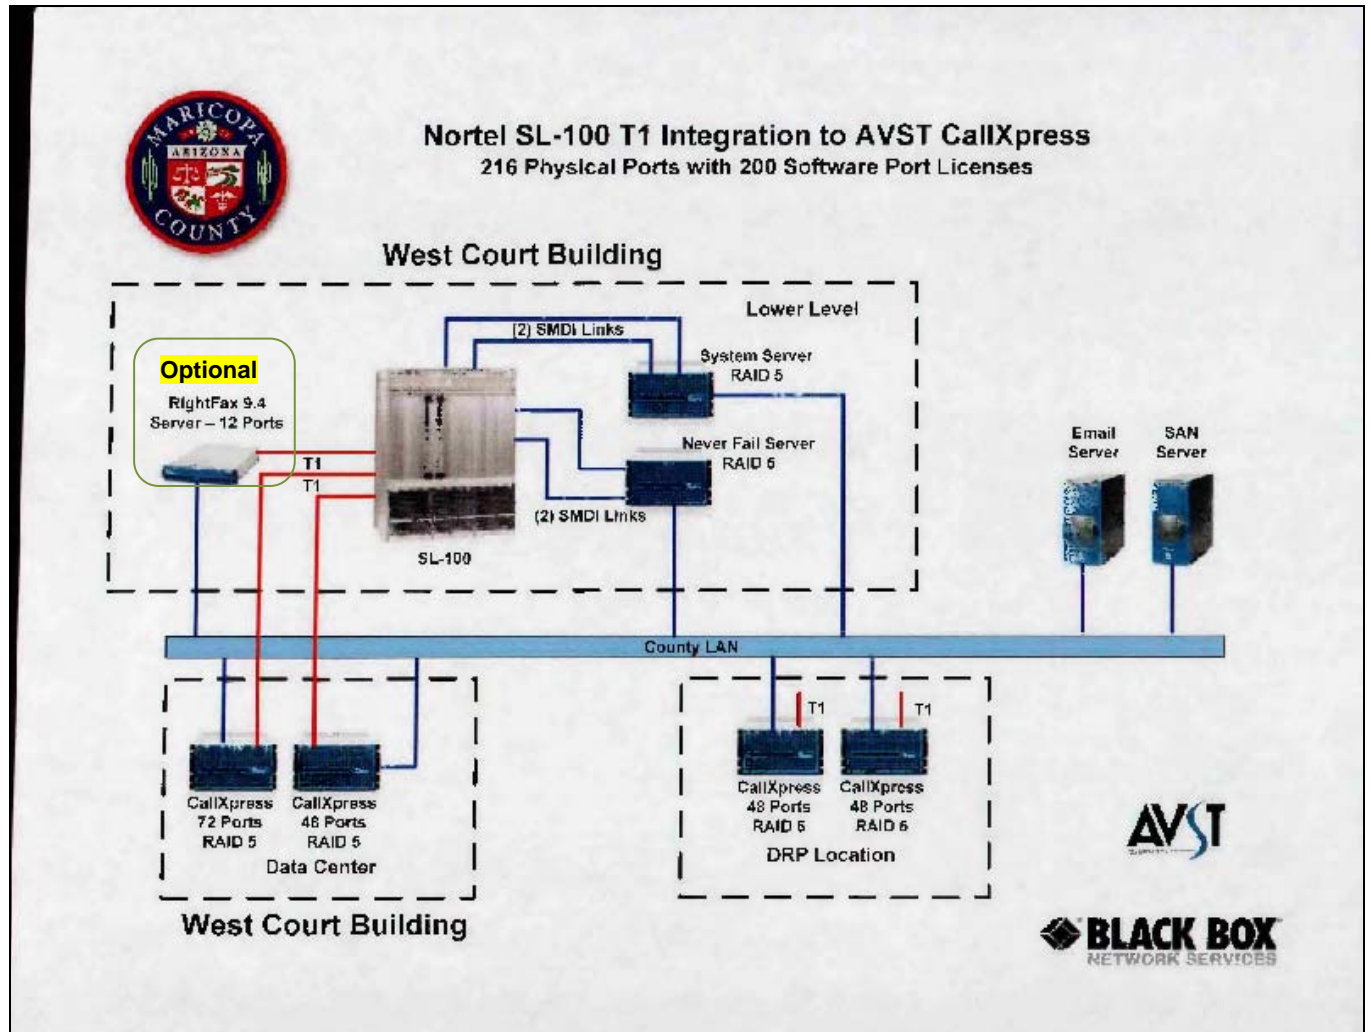 MARICOPA
ARIZONA
COUNTY
Nortel SL-100 T1 Integration to AVST CallXpress
216 Physical Ports with 200 Software Port Licenses
West Court Building
Lower Level
(2) SMDI Links
System Server
RAID 5
Optional
RightFax 9.4
Server – 12 Ports
T1
T1
Never Fail Server
RAID 5
(2) SMDI Links
SL-100
Email
Server
SAN
Server
County LAN
T1
T1
CallXpress
72 Ports
RAID 5
CallXpress
48 Ports
RAID 5
Data Center
CallXpress
48 Ports
RAID 5
CallXpress
48 Ports
RAID 5
DRP Location
West Court Building
AVST
BLACK BOX
NETWORK SERVICES